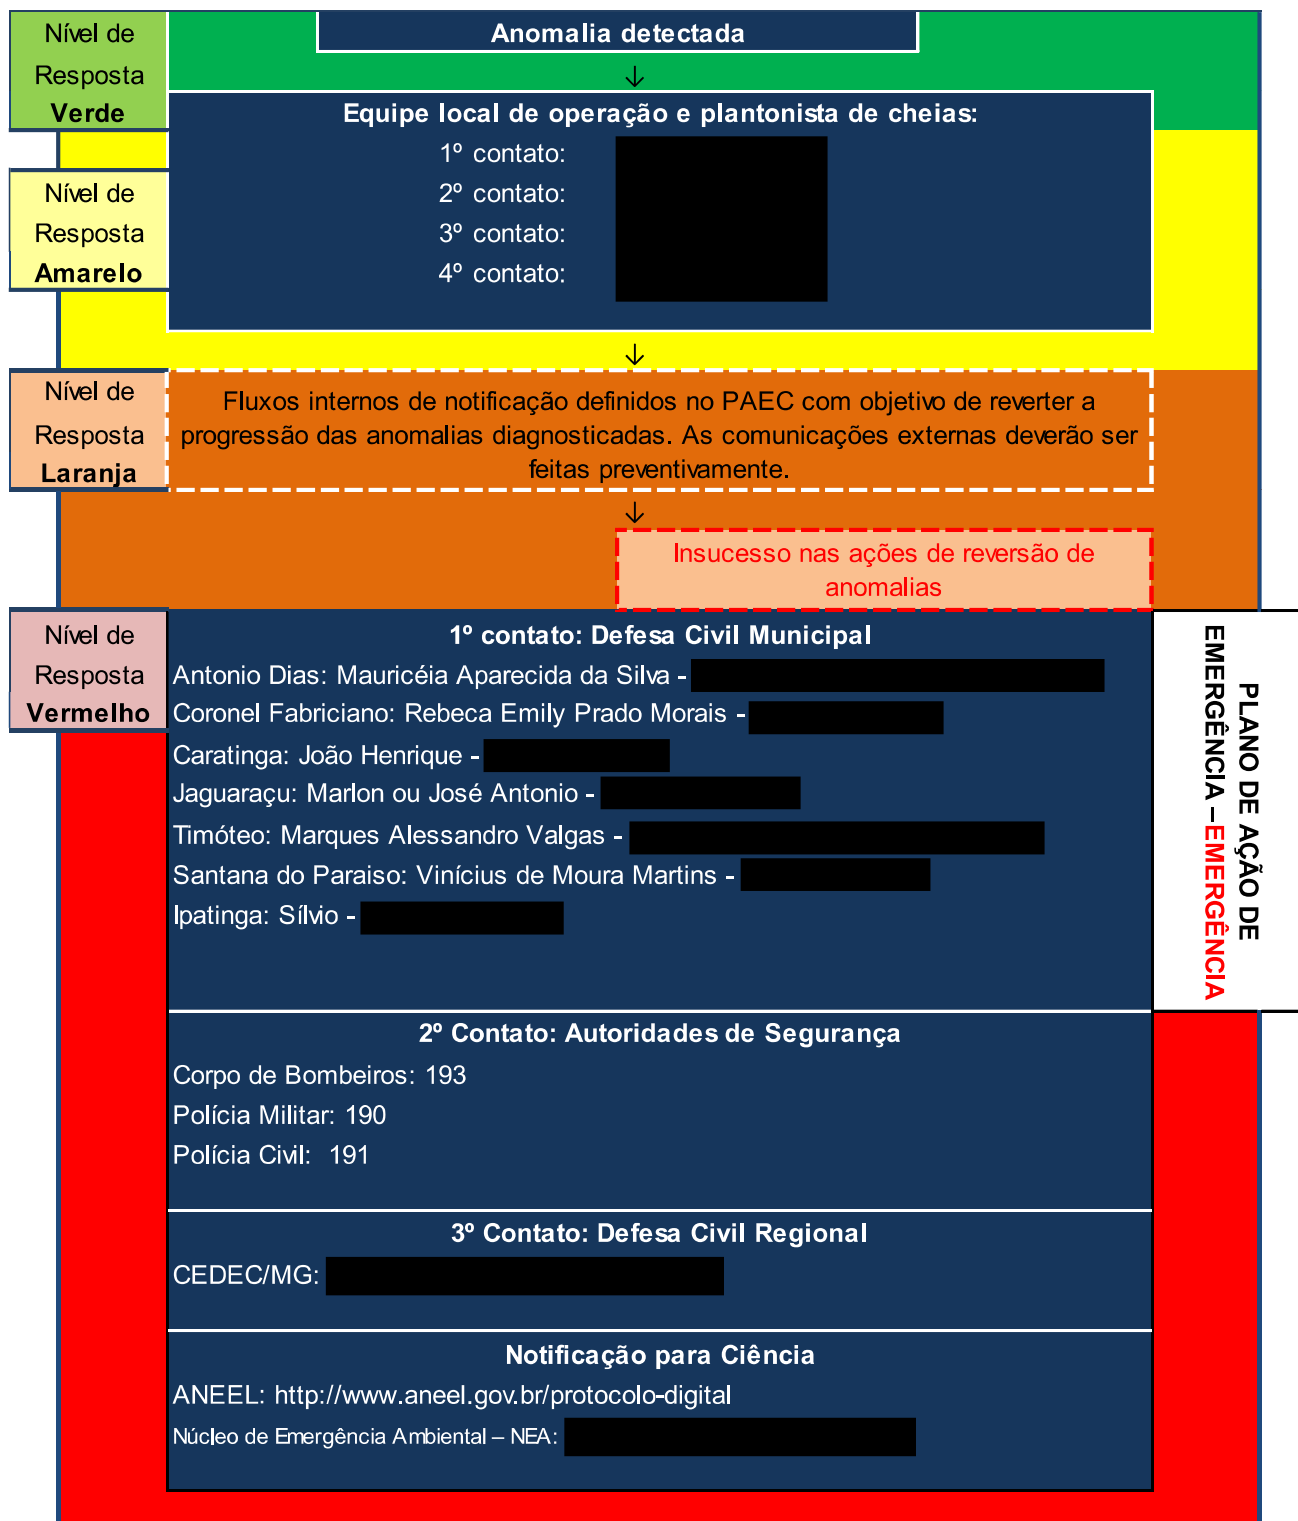 Nível de
Resposta
Verde
Anomalia detectada
↓
Equipe local de operação e plantonista de cheias:
1º contato:
2º contato:
3º contato:
4º contato:
Nível de
Resposta
Amarelo
↓
Nível de
Resposta
Laranja
Fluxos internos de notificação definidos no PAEC com objetivo de reverter a
progressão das anomalias diagnosticadas. As comunicações externas deverão ser
feitas preventivamente.
↓
Insucesso nas ações de reversão de
anomalias
Nível de
Resposta
Vermelho
1º contato: Defesa Civil Municipal
Antonio Dias: Mauricéia Aparecida da Silva -
Coronel Fabriciano: Rebeca Emily Prado Morais -
Caratinga: João Henrique -
Jaguaraçu: Marlon ou José Antonio -
Timóteo: Marques Alessandro Valgas -
Santana do Paraiso: Vinícius de Moura Martins -
Ipatinga: Sílvio -
PLANO DE AÇÃO DE
EMERGÊNCIA – EMERGÊNCIA
2º Contato: Autoridades de Segurança
Corpo de Bombeiros: 193
Polícia Militar: 190
Polícia Civil: 191
3º Contato: Defesa Civil Regional
CEDEC/MG:
Notificação para Ciência
ANEEL: http://www.aneel.gov.br/protocolo-digital
Núcleo de Emergência Ambiental – NEA: